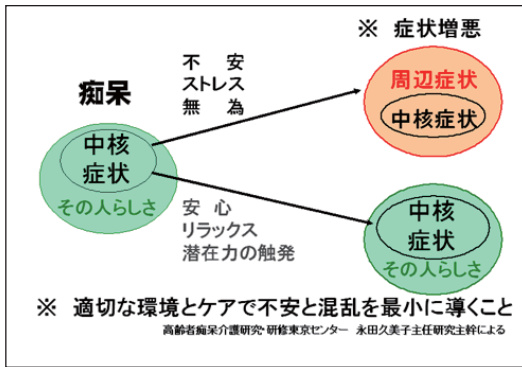 ※ 症状増悪
不 安
ストレス
無 為
周辺症状
中核症状
痴呆
中核
症状
その人らしさ
安 心
リラックス
潜在力の触発
中核
症状
その人らしさ
※ 適切な環境とケアで不安と混乱を最小に導くこと
高齢者痴呆介護研究・研修東京センター 永田久美子主任研究主幹による